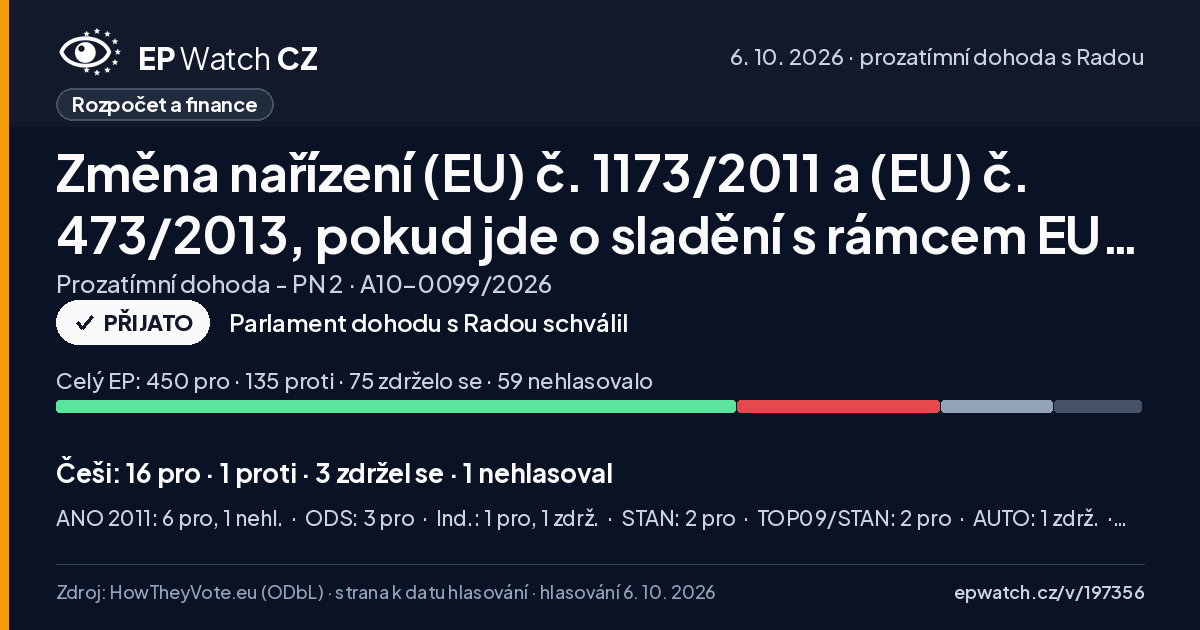 EP Watch CZ
6. 10. 2026 · prozatímní dohoda s Radou
Rozpočet a finance
Změna nařízení (EU) č. 1173/2011 a (EU) č.
473/2013, pokud jde o sladění s rámcem EU…
Prozatímní dohoda – PN 2 · A10–0099/2026
✓ PŘIJATO Parlament dohodu s Radou schválil
Celý EP: 450 pro · 135 proti · 75 zdrželo se · 59 nehlasovalo
Češi: 16 pro · 1 proti · 3 zdržel se · 1 nehlasoval
ANO 2011: 6 pro, 1 nehl. · ODS: 3 pro · Ind.: 1 pro, 1 zdrž. · STAN: 2 pro · TOP09/STAN: 2 pro · AUTO: 1 zdrž. ·…
Zdroj: HowTheyVote.eu (ODbL) · strana k datu hlasování · hlasování 6. 10. 2026
epwatch.cz/v/197356